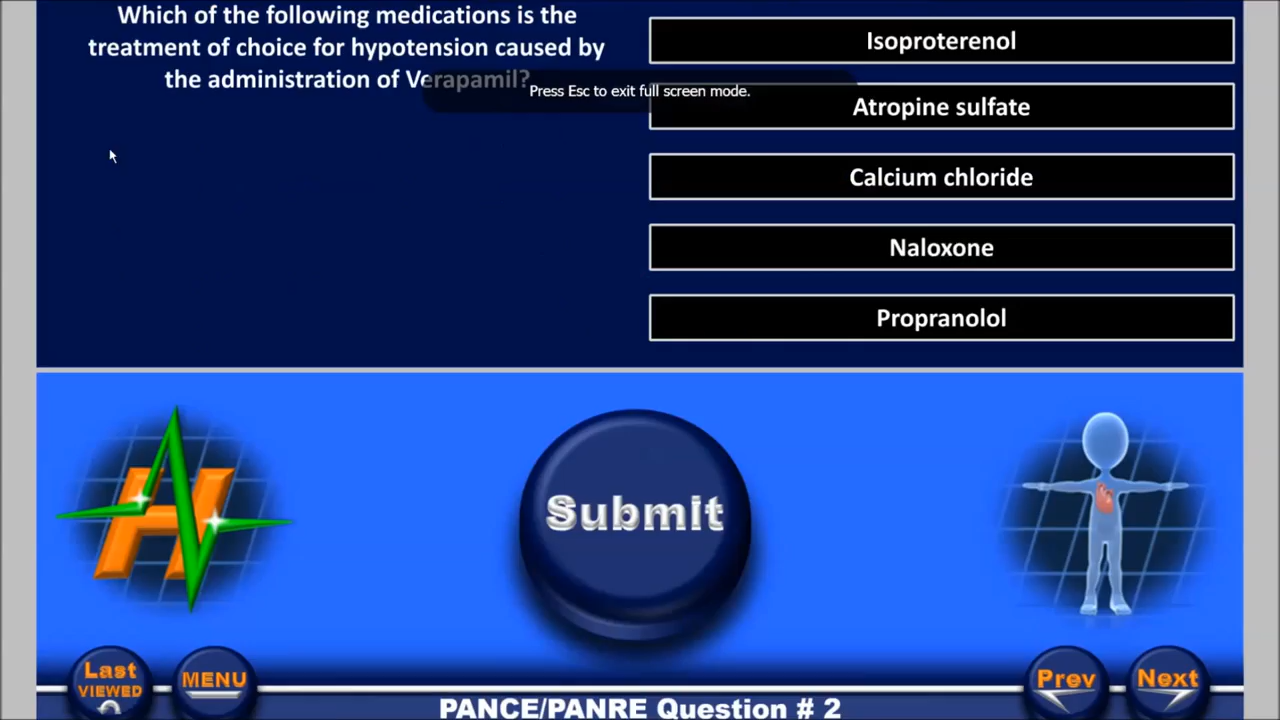 Which of the following medications is the
treatment of choice for hypotension caused by
the administration of Verapamil?
Press Esc to exit full screen mode.
Isoproterenol
Atropine sulfate
Calcium chloride
Naloxone
Propranolol
H
Submit
Last
VIEWED
MENU
Prev
Next
PANCE/PANRE Question # 2